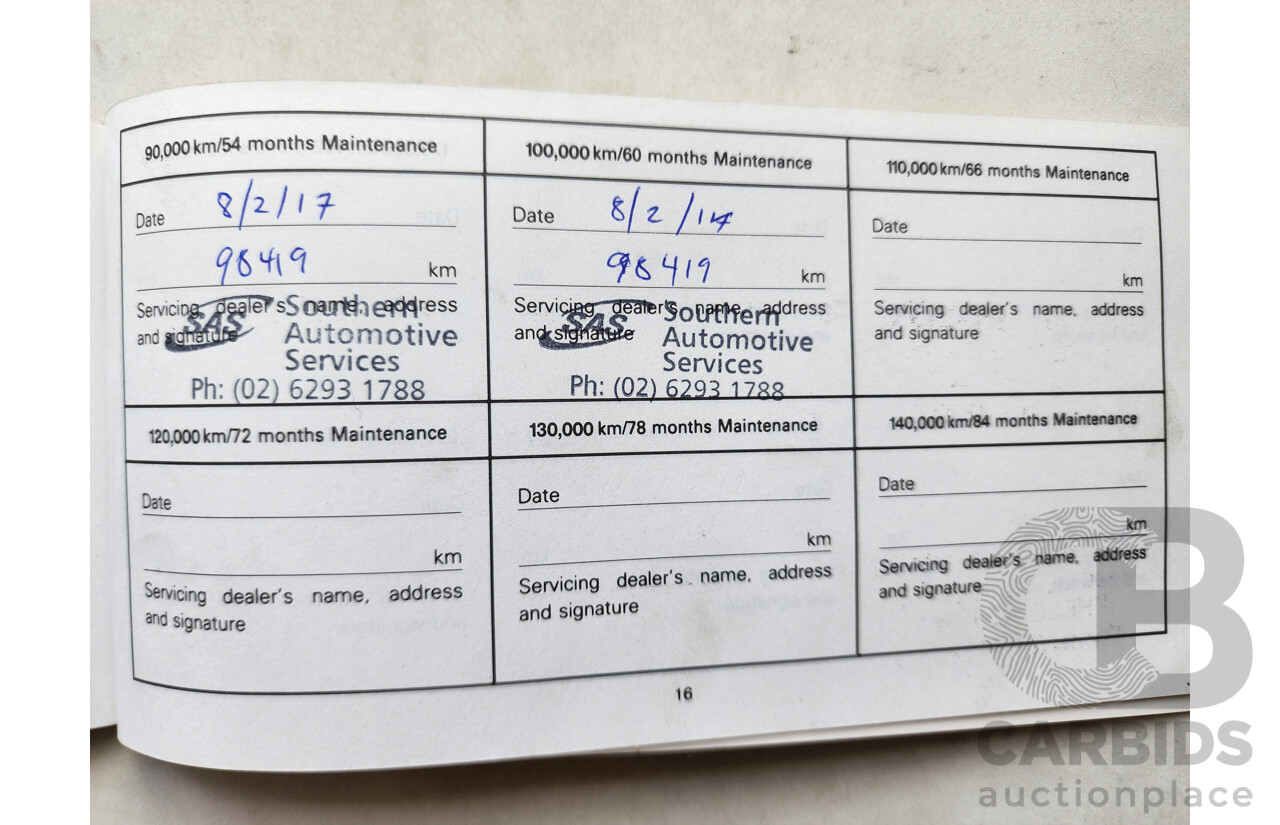 90,000 km/54 months Maintenance
Date 8/2/17
98419 km
Servicing dealer's name, address
and signature
SAS Southern
Automotive
Services
Ph: (02) 6293 1788
100,000 km/60 months Maintenance
Date 8/2/
98419 km
Servicing dealer's name, address
and signature
SAS Southern
Automotive
Services
Ph: (02) 6293 1788
110,000 km/66 months Maintenance
Date
km
Servicing dealer's name, address
and signature
120,000 km/72 months Maintenance
Date
km
Servicing dealer's name, address
and signature
130,000 km/78 months Maintenance
Date
km
Servicing dealer's name, address
and signature
140,000 km/84 months Maintenance
Date
km
Servicing dealer's name, address
and signature
16
CB
CARBIDS
auctionplace